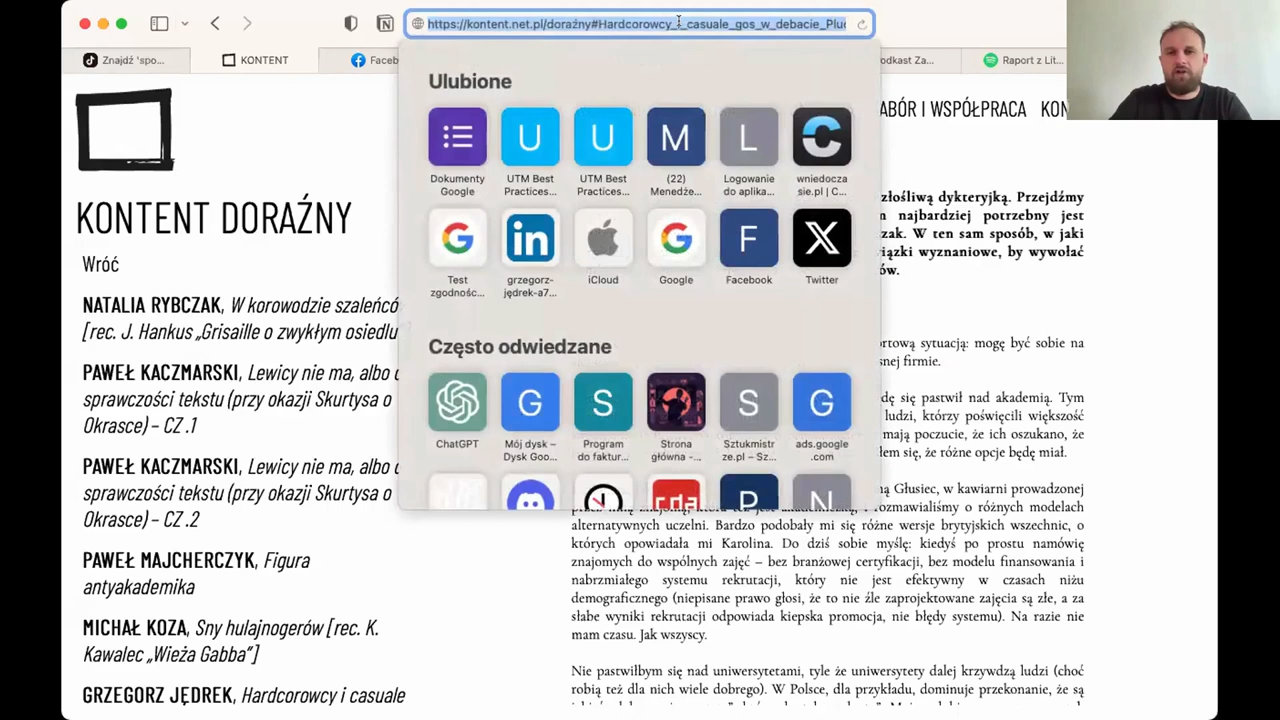 https://kontent.net.pl/doraźny#Hardcorowcy_i_casuale_gos_w_debacie_Plu
Znajdź 'spo...
KONTENT
Faceb
odkast Za...
Raport z Lit...
ABÓR I WSPÓŁPRACA KON
KONTENT DORAŹNY
Wróć
NATALIA RYBCZAK, W korowodzie szaleńcó
[rec. J. Hankus „Grisaille o zwykłym osiedlu
PAWEŁ KACZMARSKI, Lewicy nie ma, albo o
sprawczości tekstu (przy okazji Skurtysa o
Okrasce) – CZ .1
PAWEŁ KACZMARSKI, Lewicy nie ma, albo o
sprawczości tekstu (przy okazji Skurtysa o
Okrasce) – CZ .2
PAWEŁ MAJCHERCZYK, Figura
antyakademika
MICHAŁ KOZA, Sny hulajnogerów [rec. K.
Kawalec „Wieża Gabba”]
GRZEGORZ JĘDREK, Hardcorowcy i casuale
Ulubione
Dokumenty
Google
U
UTM Best
Practices...
U
UTM Best
Practices...
M
(22)
Menedże...
L
Logowanie
do aplika...
wniedocza
sie.pl | C...
Test
zgodnośc...
grzegorz-
jędrek-a7...
iCloud
Google
F
Facebook
Twitter
Często odwiedzane
ChatGPT
G
Mój dysk –
Dysk Goo...
S
Program
do faktur...
Strona
główna -...
S
Sztukmistr
ze.pl – Sz...
G
ads.google
.com
P
N
złośliwą dykteryjką. Przejdźmy
n najbardziej potrzebny jest
zak. W ten sam sposób, w jaki
wiązki wyznaniowe, by wywołać
ów.
ortową sytuacją: mogę być sobie na
snej firmie.
dę się pastwił nad akademią. Tym
ludzi, którzy poświęcili większość
mają poczucie, że ich oszukano, że
łem się, że różne opcje będę miał.
ną Głusiec, w kawiarni prowadzonej
rozmawialiśmy o różnych modelach
alternatywnych uczelni. Bardzo podobały mi się różne wersje brytyjskich wszechnic, o
których opowiadała mi Karolina. Do dziś sobie myślę: kiedyś po prostu namówię
znajomych do wspólnych zajęć – bez branżowej certyfikacji, bez modelu finansowania i
nabrzmiałego systemu rekrutacji, który nie jest efektywny w czasach niżu
demograficznego (niepisane prawo głosi, że to nie źle zaprojektowane zajęcia są złe, a za
słabe wyniki rekrutacji odpowiada kiepska promocja, nie błędy systemu). Na razie nie
mam czasu. Jak wszyscy.
Nie pastwiłbym się nad uniwersytetami, tyle że uniwersytety dalej krzywdzą ludzi (choć
robią też dla nich wiele dobrego). W Polsce, dla przykładu, dominuje przekonanie, że są